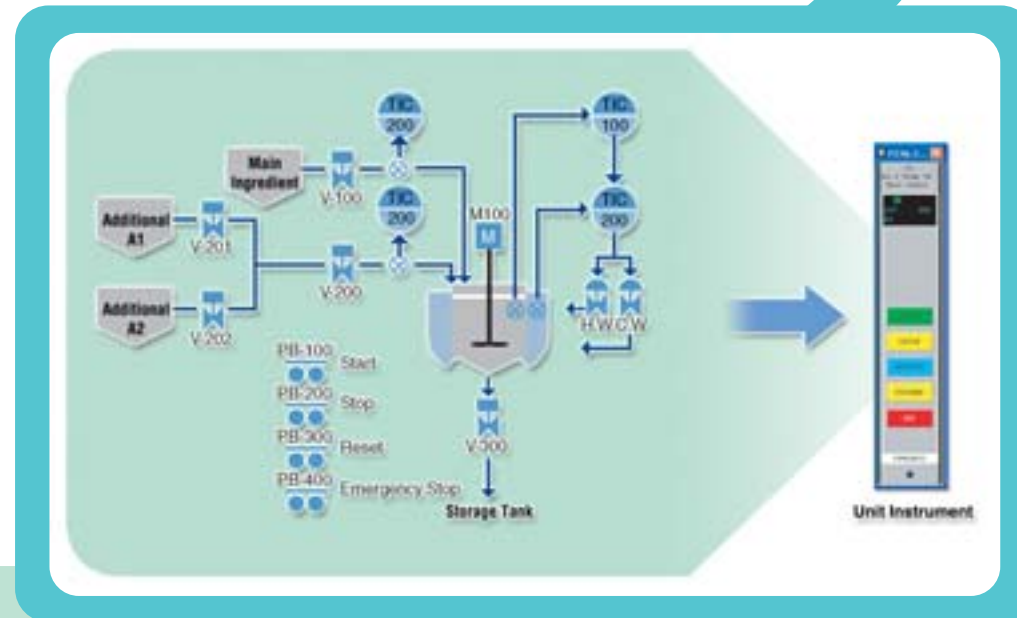 TIC
200
TIC
100
Main
Ingredient
V-100
TIC
200
TIC
200
M100
M
Additional
A1
V-201
V-200
Additional
A2
V-202
H.W.
C.W.
PB-100
Start
PB-200
Stop
PB-300
Reset
PB-400
Emergency Stop
V-300
Storage Tank
Unit Instrument